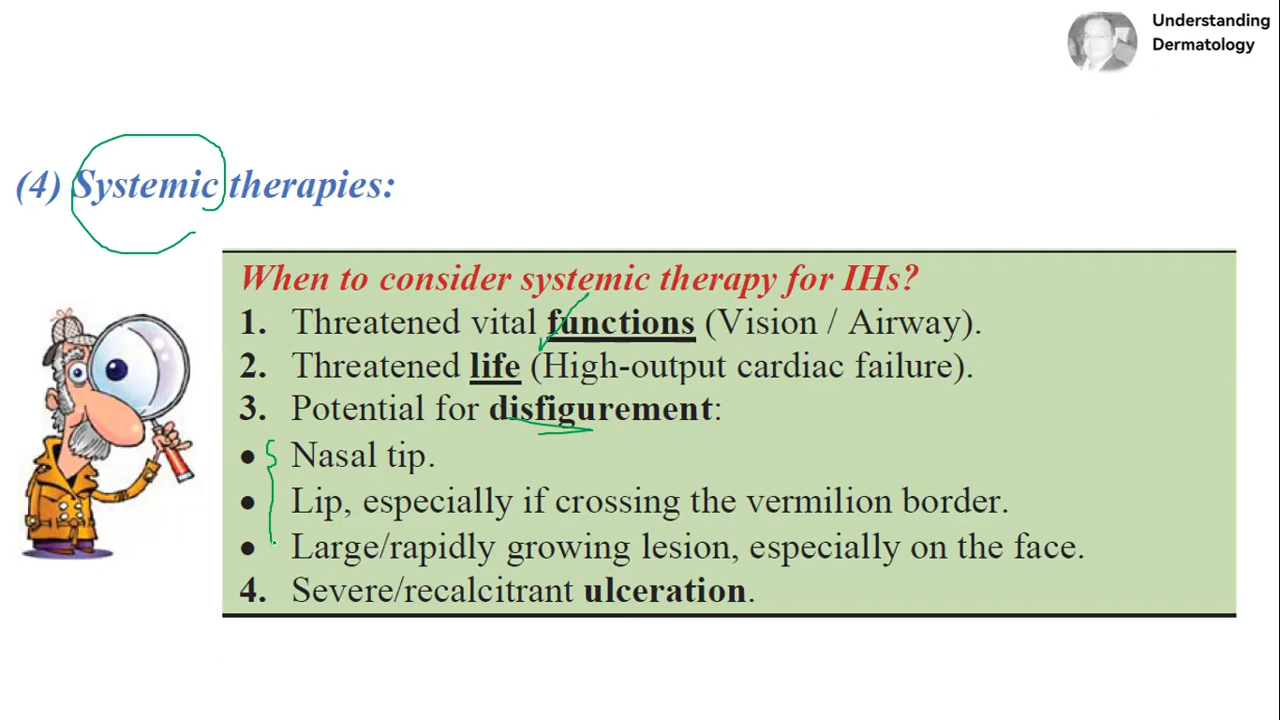 Understanding
Dermatology
(4) Systemic therapies:
When to consider systemic therapy for IHs?
1. Threatened vital functions (Vision / Airway).
2. Threatened life (High-output cardiac failure).
3. Potential for disfigurement:
• Nasal tip.
• Lip, especially if crossing the vermilion border.
• Large/rapidly growing lesion, especially on the face.
4. Severe/recalcitrant ulceration.